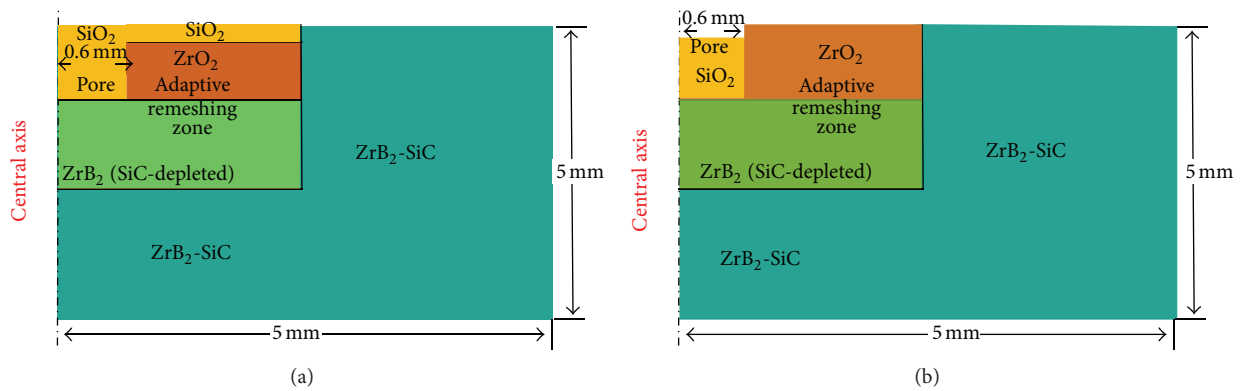 SiO₂
SiO₂
0.6 mm
ZrO₂
Pore
Adaptive
remeshing
zone
ZrB₂ (SiC-depleted)
ZrB₂-SiC
ZrB₂-SiC
Central axis
5 mm
5 mm
(a)
0.6 mm
Pore
SiO₂
ZrO₂
Adaptive
remeshing
zone
ZrB₂ (SiC-depleted)
ZrB₂-SiC
ZrB₂-SiC
Central axis
5 mm
5 mm
(b)